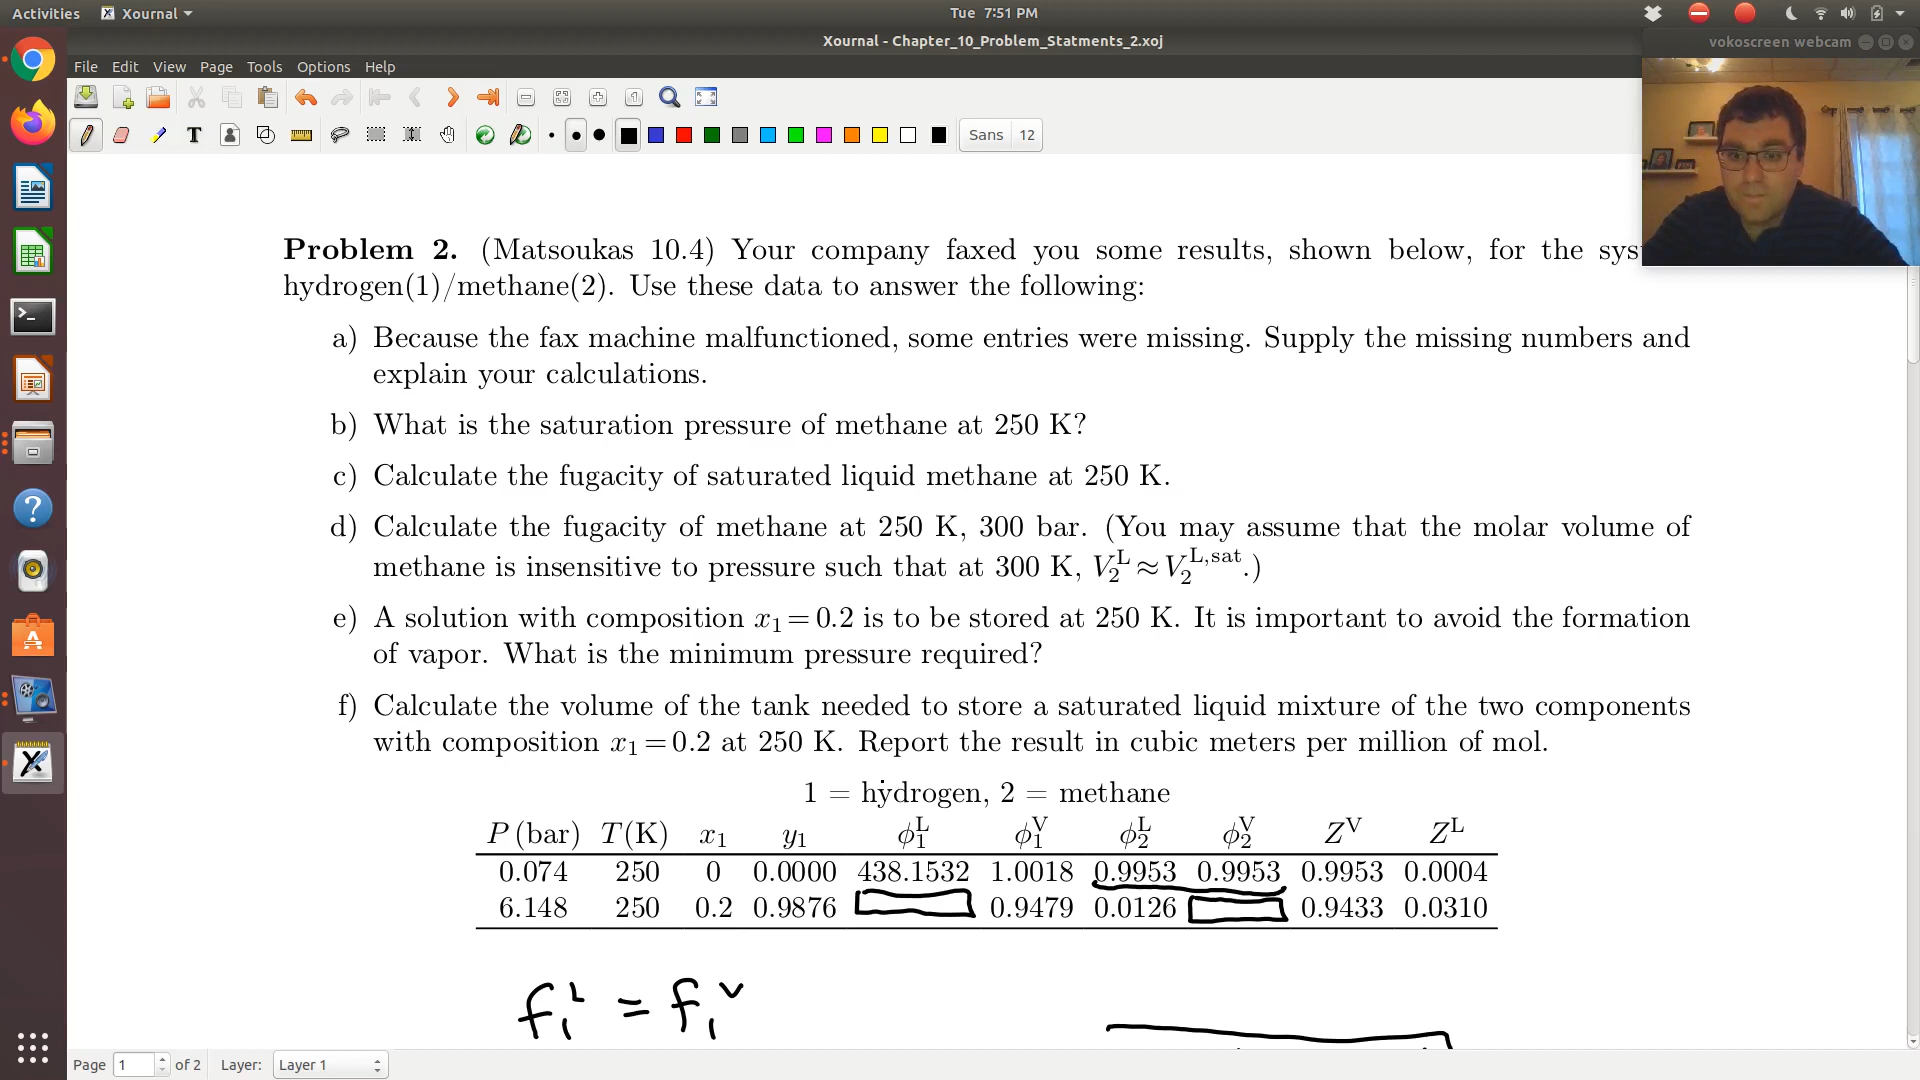 Activities Xournal Tue 7:51 PM
Xournal - Chapter_10_Problem_Statments_2.xoj
vokoscreen webcam
File Edit View Page Tools Options Help
Sans 12
Problem 2. (Matsoukas 10.4) Your company faxed you some results, shown below, for the sys
hydrogen(1)/methane(2). Use these data to answer the following:
a) Because the fax machine malfunctioned, some entries were missing. Supply the missing numbers and
explain your calculations.
b) What is the saturation pressure of methane at 250 K?
c) Calculate the fugacity of saturated liquid methane at 250 K.
d) Calculate the fugacity of methane at 250 K, 300 bar. (You may assume that the molar volume of
methane is insensitive to pressure such that at 300 K, V₂ᴸ ≈ V₂ᴸ,ˢᵃᵗ.)
e) A solution with composition x₁ = 0.2 is to be stored at 250 K. It is important to avoid the formation
of vapor. What is the minimum pressure required?
f) Calculate the volume of the tank needed to store a saturated liquid mixture of the two components
with composition x₁ = 0.2 at 250 K. Report the result in cubic meters per million of mol.
1 = hydrogen, 2 = methane
P (bar) T(K) x₁ y₁ ϕ₁ᴸ ϕ₁ⱽ ϕ₂ᴸ ϕ₂ⱽ Zⱽ Zᴸ
0.074 250 0 0.0000 438.1532 1.0018 0.9953 0.9953 0.9953 0.0004
6.148 250 0.2 0.9876 0.9479 0.0126 0.9433 0.0310
f₁ᴸ = f₁ⱽ
Page 1 of 2 Layer: Layer 1